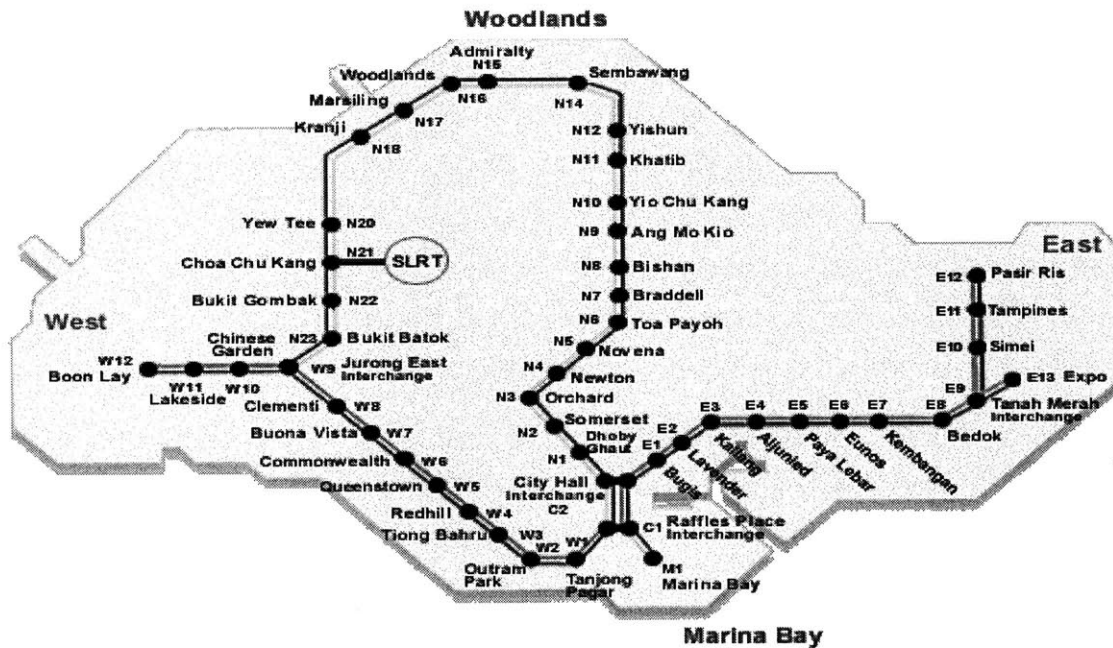 Woodlands
Admiralty
N15
Woodlands
N16
Sembawang
N14
Marsiling
N17
Kranji
N18
N12 Yishun
N11 Khatib
N10 Yio Chu Kang
N9 Ang Mo Kio
N8 Bishan
N7 Braddell
N6 Toa Payoh
N5 Novena
N4 Newton
N3 Orchard
N2 Somerset
Dhoby
Ghaut
N1
Yew Tee N20
Choa Chu Kang N21 SLRT
Bukit Gombak N22
N23 Bukit Batok
West
East
E12 Pasir Ris
E11 Tampines
E10 Simei
E9 E13 Expo
Tanah Merah
Interchange
E8
Bedok
E7
Kembangan
E6
Eunos
E5
Paya Lebar
E4
Aljunied
E3
Kallang
E2
Lavender
E1
Bugis
Chinese
Garden
W12
Boon Lay
W11
Lakeside
W10
W9 Jurong East
Interchange
Clementi W8
Buona Vista W7
Commonwealth W6
Queenstown W5
Redhill W4
Tiong Bahru W3
W2
Outram
Park
W1
Tanjong
Pagar
City Hall
Interchange
C2
C1 Raffles Place
Interchange
M1
Marina Bay
Marina Bay